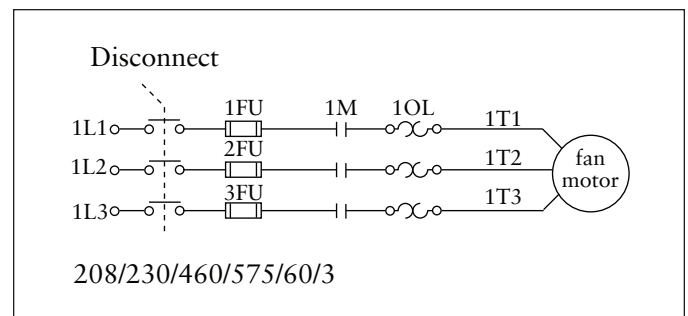 Disconnect
1FU 1M 1OL 1T1
1L1
2FU 1T2
1L2
3FU 1T3
1L3
fan
motor
208/230/460/575/60/3